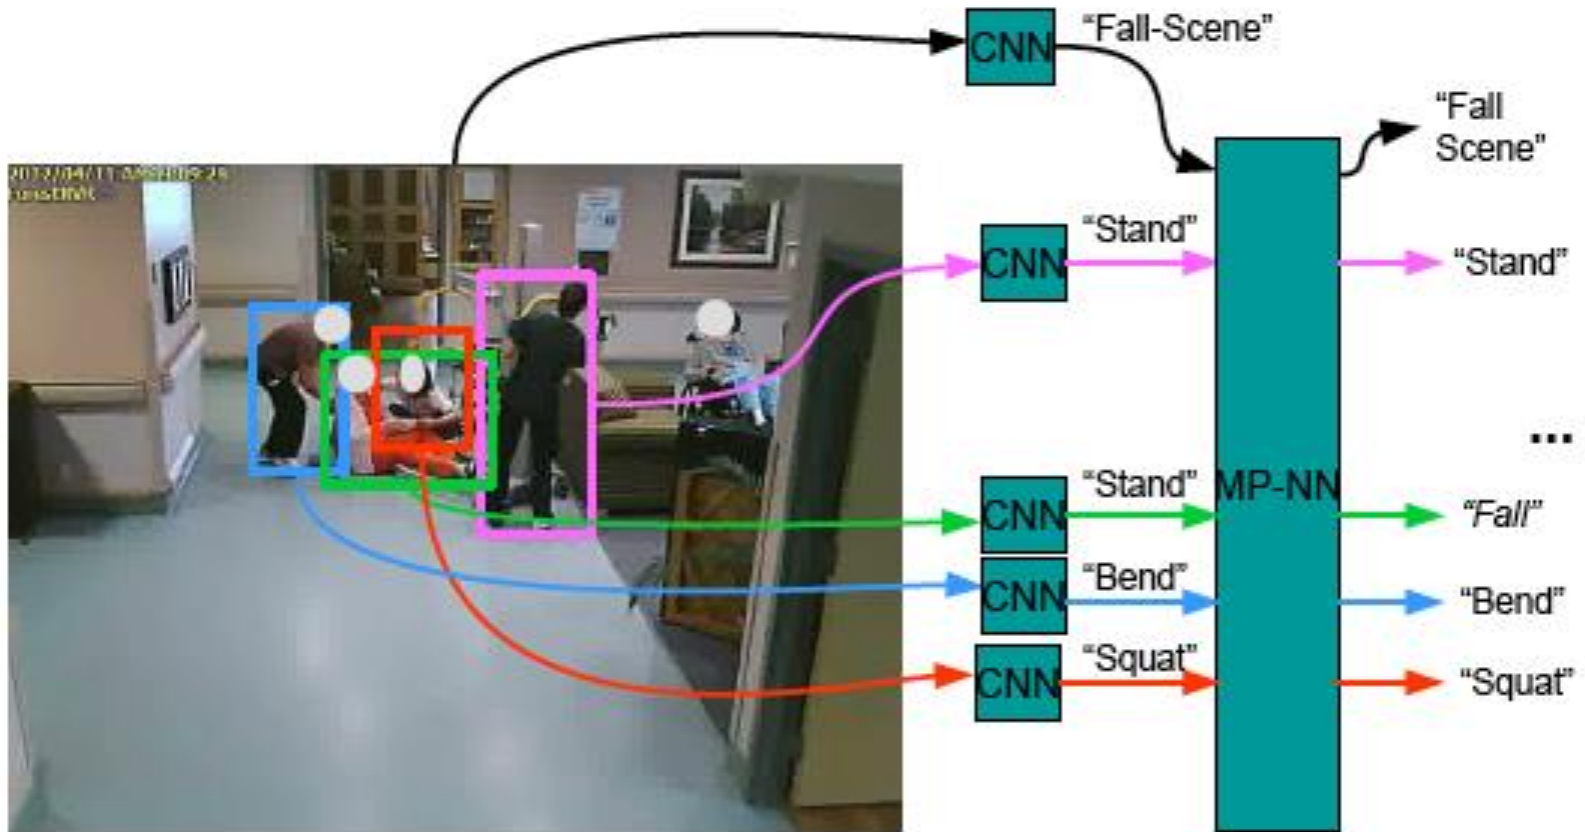 CNN
“Fall-Scene”
“Fall
Scene”
CNN
“Stand”
“Stand”
...
CNN
“Stand”
MP-NN
“Fall”
CNN
“Bend”
“Bend”
CNN
“Squat”
“Squat”